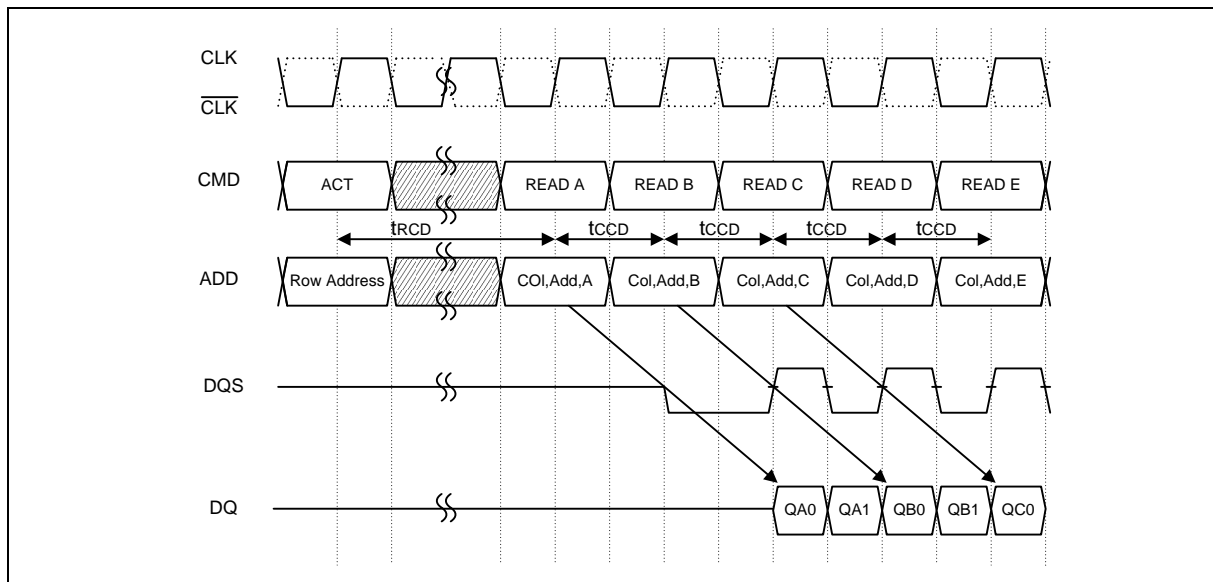 CLK
CLK
CMD ACT READ A READ B READ C READ D READ E
tRCD tCCD tCCD tCCD tCCD
ADD Row Address COl,Add,A Col,Add,B Col,Add,C Col,Add,D Col,Add,E
DQS
DQ QA0 QA1 QB0 QB1 QC0